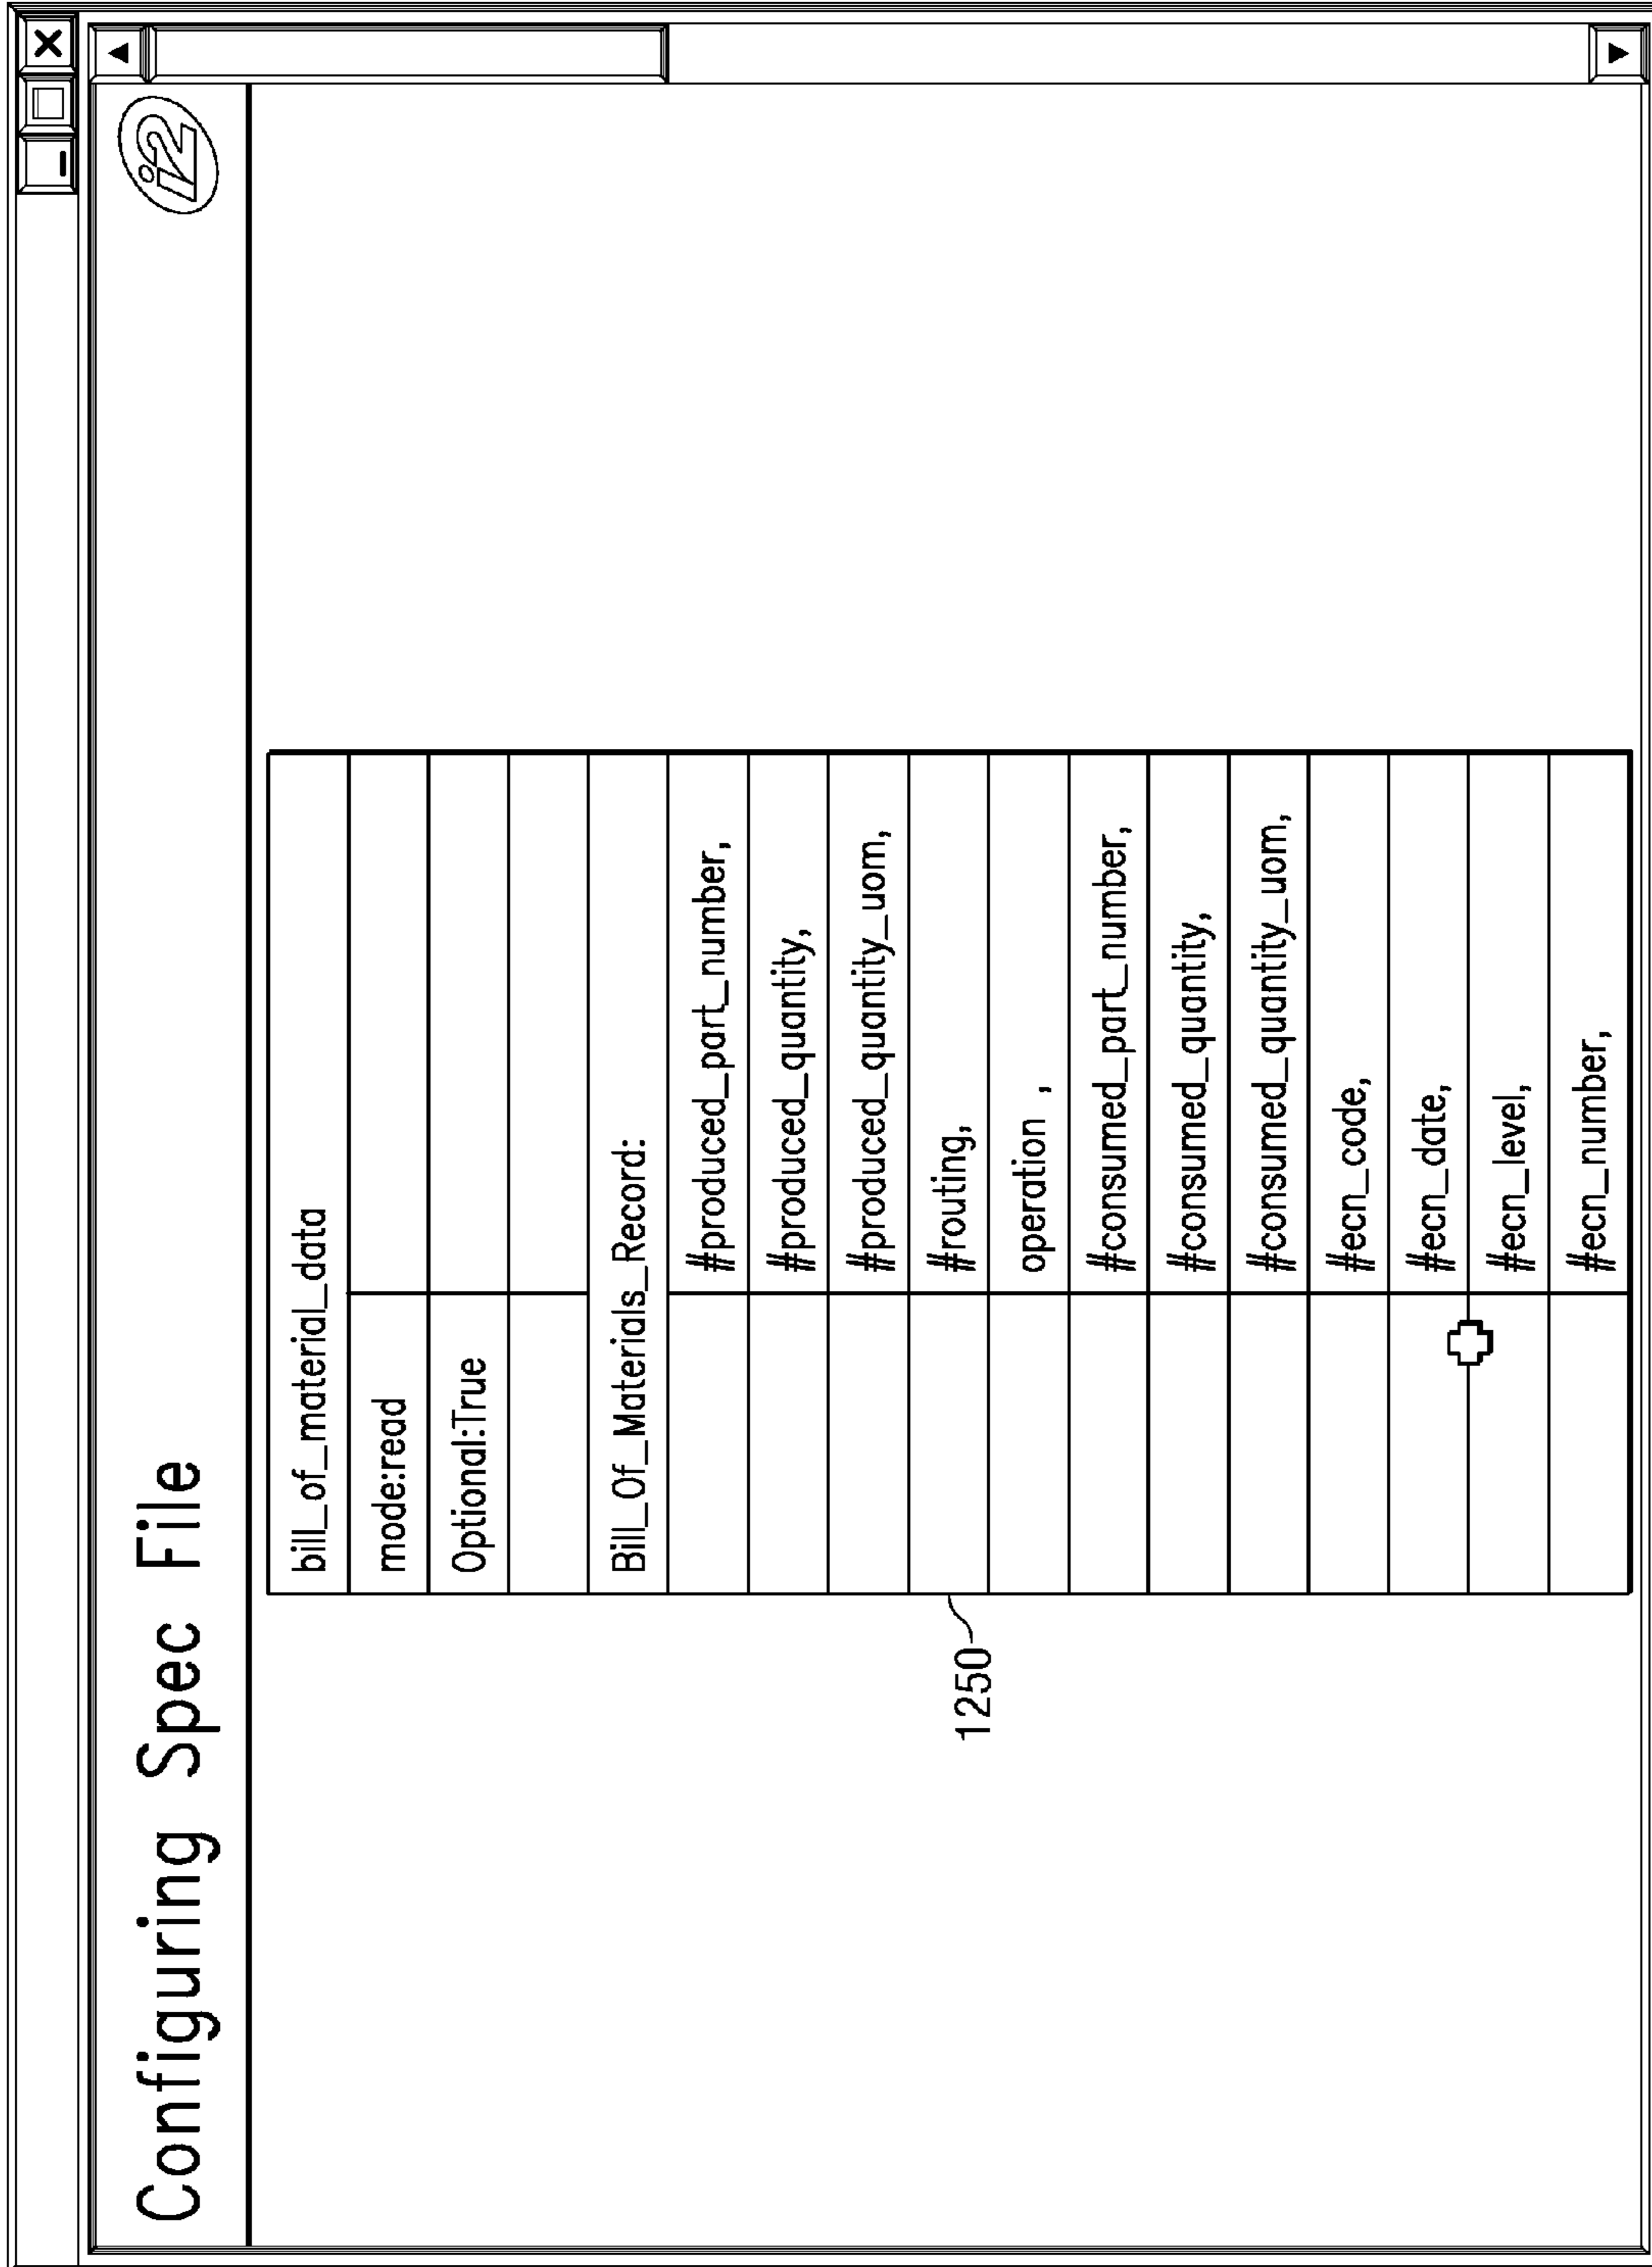 Configuring Spec File
i2
bill_of_material_data
mode:read
Optional:True
Bill_Of_Materials_Record:
#produced_part_number,
#produced_quantity,
#produced_quantity_uom,
#routing,
operation ,
#consumed_part_number,
#consumed_quantity,
#consumed_quantity_uom,
#ecn_code,
#ecn_date,
#ecn_level,
#ecn_number,
1250